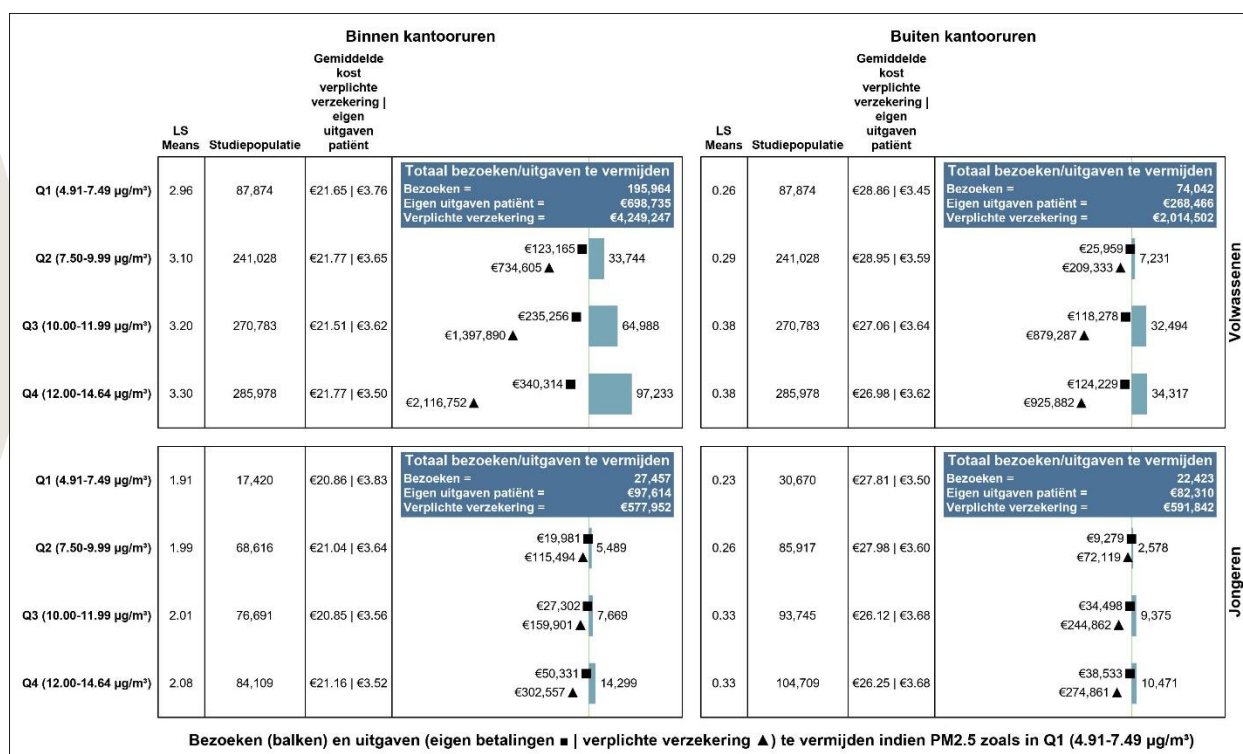 Binnen kantooruren
Buiten kantooruren
LS Means
Studiepopulatie
Gemiddelde kost verplichte verzekering | eigen uitgaven patiënt
LS Means
Studiepopulatie
Gemiddelde kost verplichte verzekering | eigen uitgaven patiënt
Q1 (4.91-7.49 µg/m³) 2.96 87,874 €21.65 | €3.76
Totaal bezoeken/uitgaven te vermijden
Bezoeken = 195,964
Eigen uitgaven patiënt = €698,735
Verplichte verzekering = €4,249,247
0.26 87,874 €28.86 | €3.45
Totaal bezoeken/uitgaven te vermijden
Bezoeken = 74,042
Eigen uitgaven patiënt = €268,466
Verplichte verzekering = €2,014,502
Q2 (7.50-9.99 µg/m³) 3.10 241,028 €21.77 | €3.65
€123,165 ■ 33,744
€734,605 ▲
0.29 241,028 €28.95 | €3.59
€25,959 ■ 7,231
€209,333 ▲
Q3 (10.00-11.99 µg/m³) 3.20 270,783 €21.51 | €3.62
€235,256 ■ 64,988
€1,397,890 ▲
0.38 270,783 €27.06 | €3.64
€118,278 ■ 32,494
€879,287 ▲
Q4 (12.00-14.64 µg/m³) 3.30 285,978 €21.77 | €3.50
€340,314 ■ 97,233
€2,116,752 ▲
0.38 285,978 €26.98 | €3.62
€124,229 ■ 34,317
€925,882 ▲
Volwassenen
Q1 (4.91-7.49 µg/m³) 1.91 17,420 €20.86 | €3.83
Totaal bezoeken/uitgaven te vermijden
Bezoeken = 27,457
Eigen uitgaven patiënt = €97,614
Verplichte verzekering = €577,952
0.23 30,670 €27.81 | €3.50
Totaal bezoeken/uitgaven te vermijden
Bezoeken = 22,423
Eigen uitgaven patiënt = €82,310
Verplichte verzekering = €591,842
Q2 (7.50-9.99 µg/m³) 1.99 68,616 €21.04 | €3.64
€19,981 ■ 5,489
€115,494 ▲
0.26 85,917 €27.98 | €3.60
€9,279 ■ 2,578
€72,119 ▲
Q3 (10.00-11.99 µg/m³) 2.01 76,691 €20.85 | €3.56
€27,302 ■ 7,669
€159,901 ▲
0.33 93,745 €26.12 | €3.68
€34,498 ■ 9,375
€244,862 ▲
Q4 (12.00-14.64 µg/m³) 2.08 84,109 €21.16 | €3.52
€50,331 ■ 14,299
€302,557 ▲
0.33 104,709 €26.25 | €3.68
€38,533 ■ 10,471
€274,861 ▲
Jongeren
Bezoeken (balken) en uitgaven (eigen betalingen ■ | verplichte verzekering ▲) te vermijden indien PM2.5 zoals in Q1 (4.91-7.49 µg/m³)